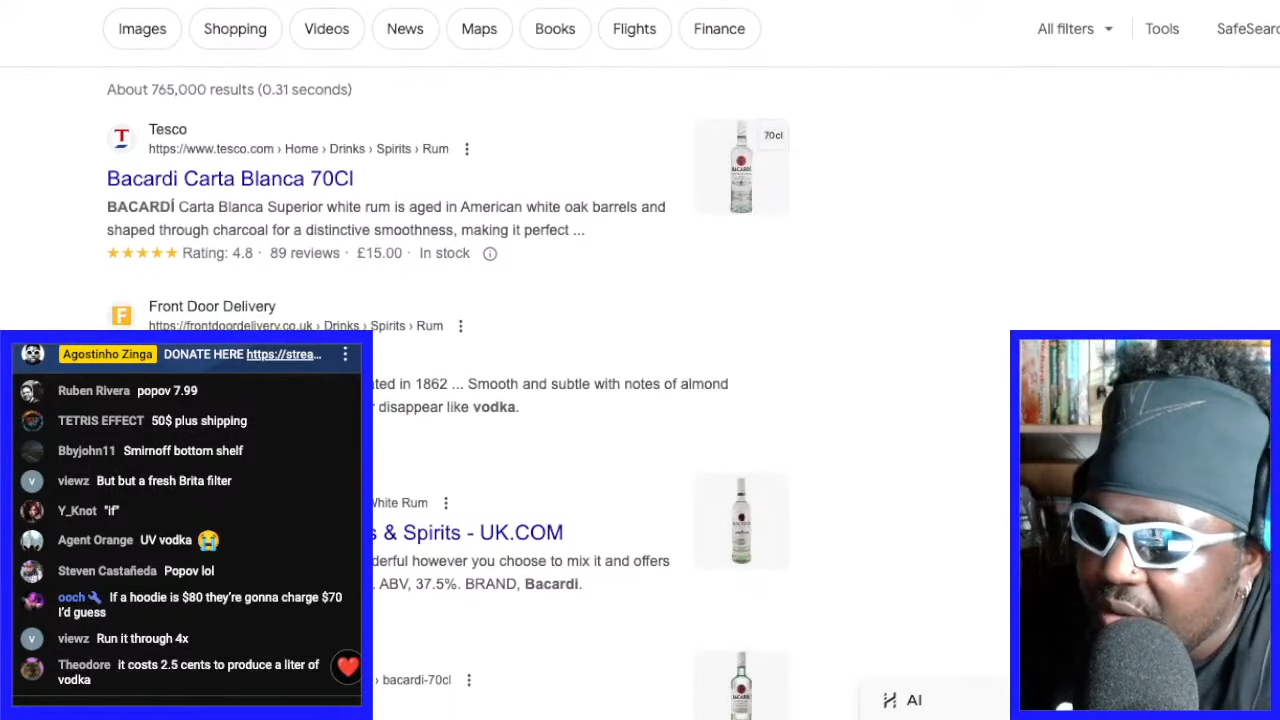 Images
Shopping
Videos
News
Maps
Books
Flights
Finance
All filters
Tools
SafeSearc
About 765,000 results (0.31 seconds)
Tesco
https://www.tesco.com › Home › Drinks › Spirits › Rum
Bacardi Carta Blanca 70Cl
BACARDÍ Carta Blanca Superior white rum is aged in American white oak barrels and
shaped through charcoal for a distinctive smoothness, making it perfect ...
Rating: 4.8 · 89 reviews · £15.00 · In stock
70cl
BACARDI
Front Door Delivery
https://frontdoordelivery.co.uk › Drinks › Spirits › Rum
ted in 1862 ... Smooth and subtle with notes of almond
disappear like vodka.
White Rum
s & Spirits - UK.COM
derful however you choose to mix it and offers
. ABV, 37.5%. BRAND, Bacardi.
› bacardi-70cl
AI
Agostinho Zinga DONATE HERE https://strea...
Ruben Rivera popov 7.99
TETRIS EFFECT 50$ plus shipping
Bbyjohn11 Smirnoff bottom shelf
viewz But but a fresh Brita filter
Y_Knot "if"
Agent Orange UV vodka 😭
Steven Castañeda Popov lol
ooch🔧 If a hoodie is $80 they're gonna charge $70
I'd guess
viewz Run it through 4x
Theodore it costs 2.5 cents to produce a liter of
vodka